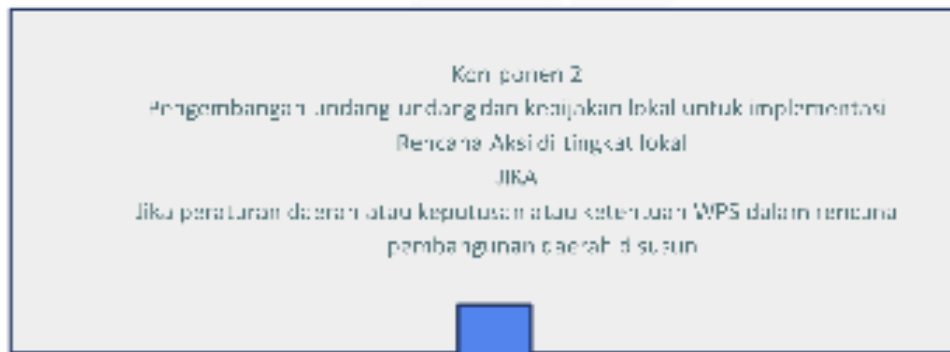 Komponen 2
Pengembangan undang-undang dan kebijakan lokal untuk implementasi
Rencana Aksi di tingkat lokal
JIKA
Jika peraturan daerah atau keputusan atau ketentuan WPS dalam rencana
pembangunan daerah disusun